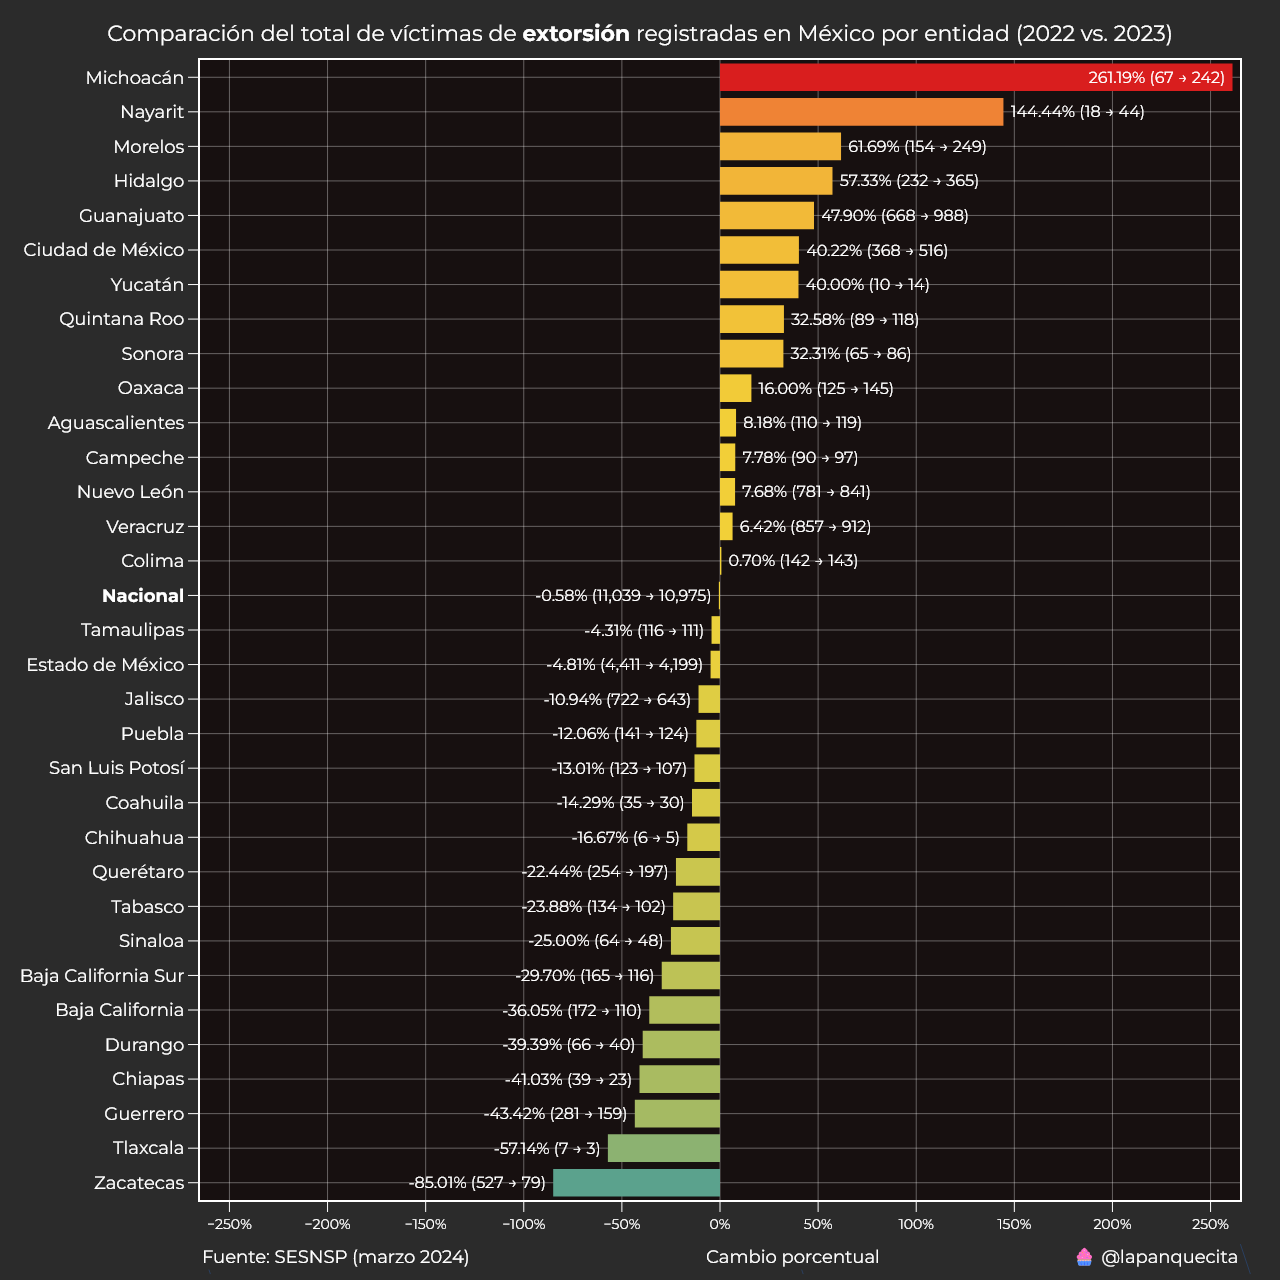 Comparación del total de víctimas de extorsión registradas en México por entidad (2022 vs. 2023)
Michoacán 261.19% (67 → 242)
Nayarit 144.44% (18 → 44)
Morelos 61.69% (154 → 249)
Hidalgo 57.33% (232 → 365)
Guanajuato 47.90% (668 → 988)
Ciudad de México 40.22% (368 → 516)
Yucatán 40.00% (10 → 14)
Quintana Roo 32.58% (89 → 118)
Sonora 32.31% (65 → 86)
Oaxaca 16.00% (125 → 145)
Aguascalientes 8.18% (110 → 119)
Campeche 7.78% (90 → 97)
Nuevo León 7.68% (781 → 841)
Veracruz 6.42% (857 → 912)
Colima 0.70% (142 → 143)
Nacional -0.58% (11,039 → 10,975)
Tamaulipas -4.31% (116 → 111)
Estado de México -4.81% (4,411 → 4,199)
Jalisco -10.94% (722 → 643)
Puebla -12.06% (141 → 124)
San Luis Potosí -13.01% (123 → 107)
Coahuila -14.29% (35 → 30)
Chihuahua -16.67% (6 → 5)
Querétaro -22.44% (254 → 197)
Tabasco -23.88% (134 → 102)
Sinaloa -25.00% (64 → 48)
Baja California Sur -29.70% (165 → 116)
Baja California -36.05% (172 → 110)
Durango -39.39% (66 → 40)
Chiapas -41.03% (39 → 23)
Guerrero -43.42% (281 → 159)
Tlaxcala -57.14% (7 → 3)
Zacatecas -85.01% (527 → 79)
−250% −200% −150% −100% −50% 0% 50% 100% 150% 200% 250%
Fuente: SESNSP (marzo 2024) Cambio porcentual @lapanquecita